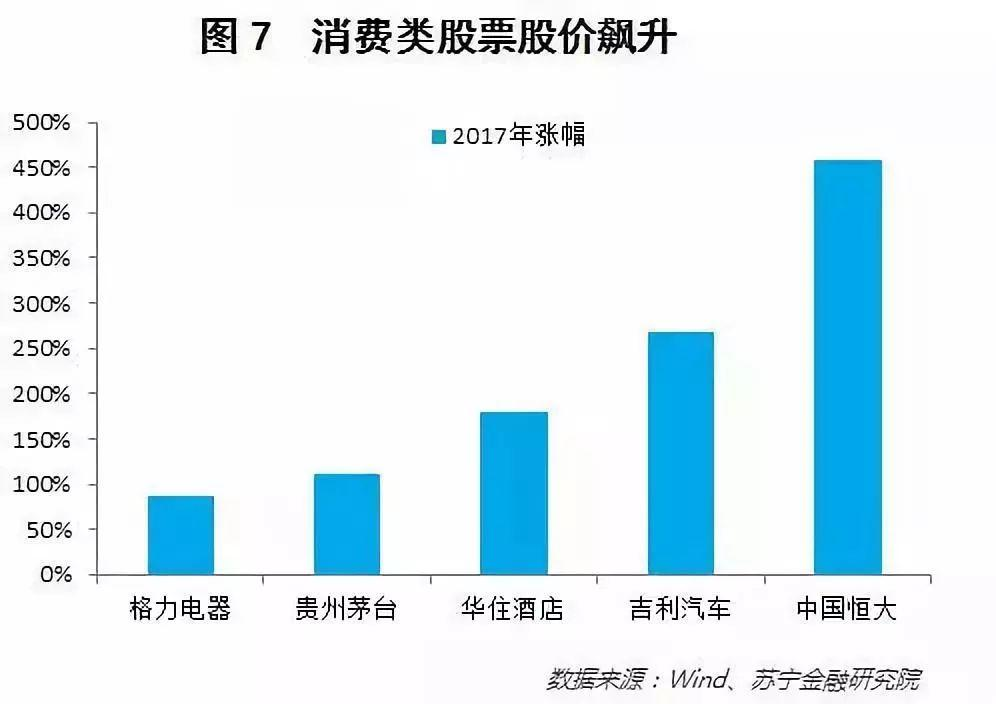 图 7 消费类股票股价飙升
2017年涨幅
500%
450%
400%
350%
300%
250%
200%
150%
100%
50%
0%
格力电器 贵州茅台 华住酒店 吉利汽车 中国恒大
数据来源：Wind、苏宁金融研究院